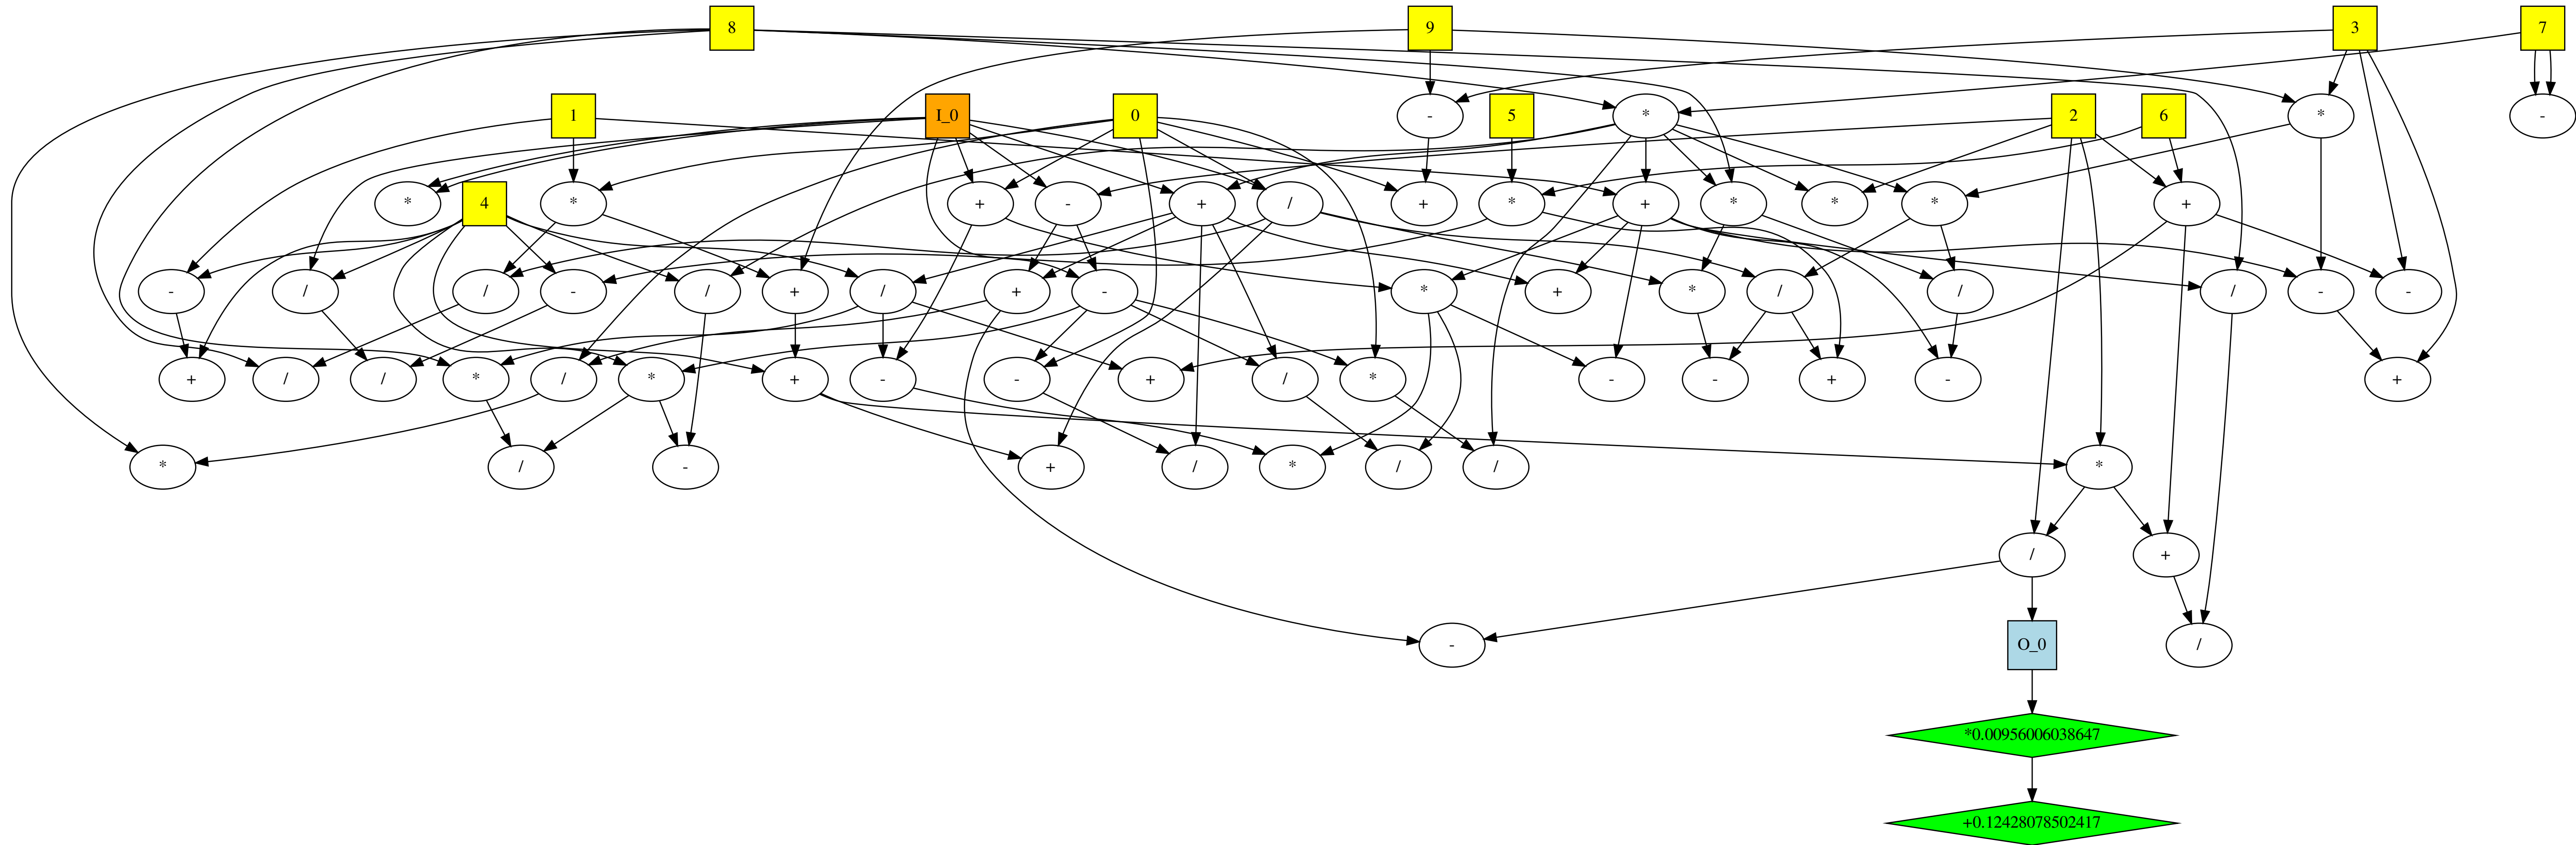 8 9 3 7
1 I_0 0 - 5 * 2 6 * -
* 4 * + - + / + * + * * * + 
- / / - / + / + - * + * / / / - -
+ / / * / * + - - + / * - - + - +
* / - + / * / / *
/ +
- O_0 /
*0.00956006038647
+0.12428078502417